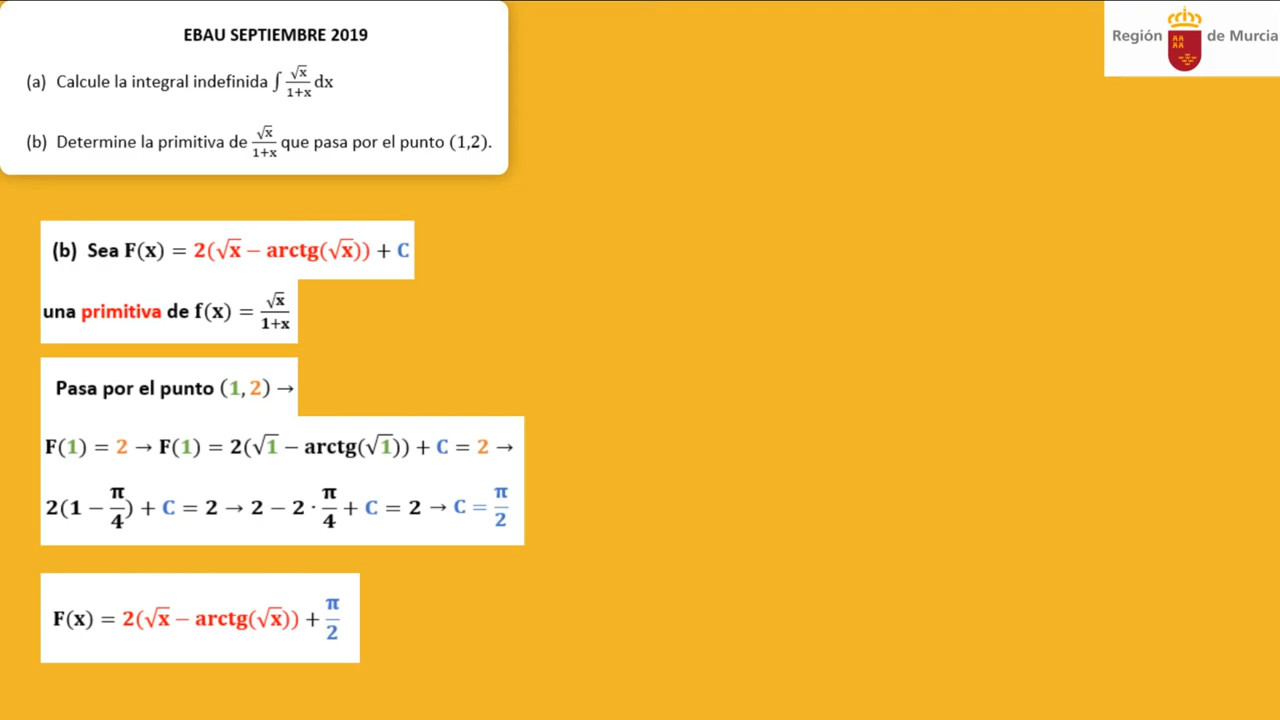 EBAU SEPTIEMBRE 2019
Región de Murcia
(a) Calcule la integral indefinida ∫ √x/1+x dx
(b) Determine la primitiva de √x/1+x que pasa por el punto (1,2).
(b) Sea F(x) = 2(√x − arctg(√x)) + C
una primitiva de f(x) = √x/1+x
Pasa por el punto (1, 2) →
F(1) = 2 → F(1) = 2(√1 − arctg(√1)) + C = 2 →
2(1 − π/4) + C = 2 → 2 − 2 · π/4 + C = 2 → C = π/2
F(x) = 2(√x − arctg(√x)) + π/2